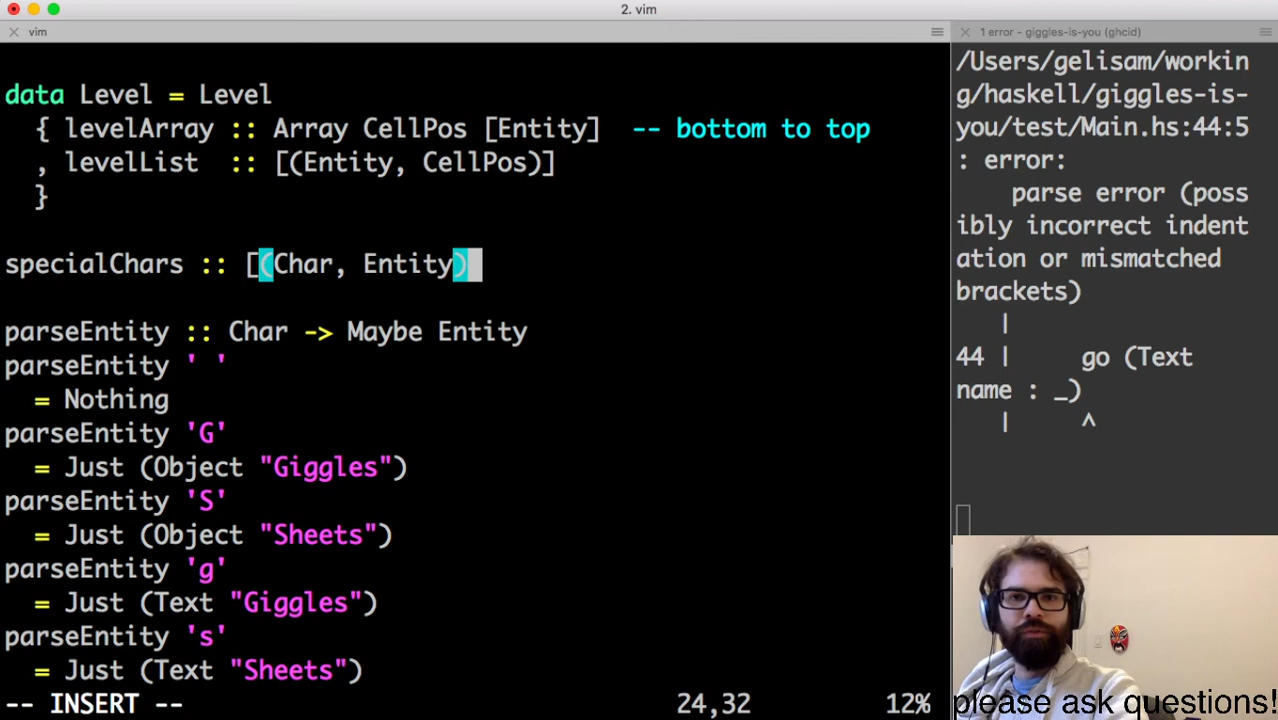 2. vim
vim
1 error - giggles-is-you (ghcid)
data Level = Level
{ levelArray :: Array CellPos [Entity] -- bottom to top
, levelList :: [(Entity, CellPos)]
}
specialChars :: [(Char, Entity)
parseEntity :: Char -> Maybe Entity
parseEntity ' '
= Nothing
parseEntity 'G'
= Just (Object "Giggles")
parseEntity 'S'
= Just (Object "Sheets")
parseEntity 'g'
= Just (Text "Giggles")
parseEntity 's'
= Just (Text "Sheets")
-- INSERT -- 24,32 12%
/Users/gelisam/workin
g/haskell/giggles-is-
you/test/Main.hs:44:5
: error:
parse error (poss
ibly incorrect indent
ation or mismatched
brackets)
|
44 | go (Text
name : _)
| ^
please ask questions!